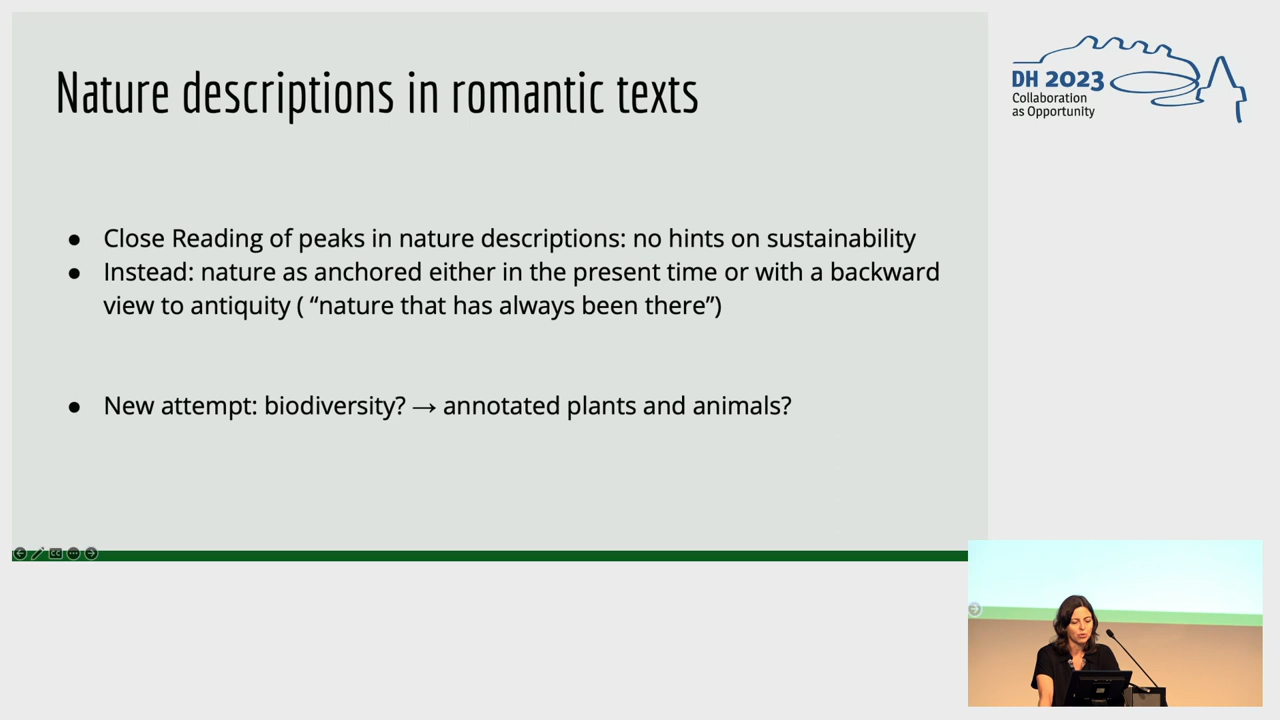 Nature descriptions in romantic texts
● Close Reading of peaks in nature descriptions: no hints on sustainability
● Instead: nature as anchored either in the present time or with a backward
view to antiquity ( “nature that has always been there”)
● New attempt: biodiversity? → annotated plants and animals?
DH 2023
Collaboration
as Opportunity